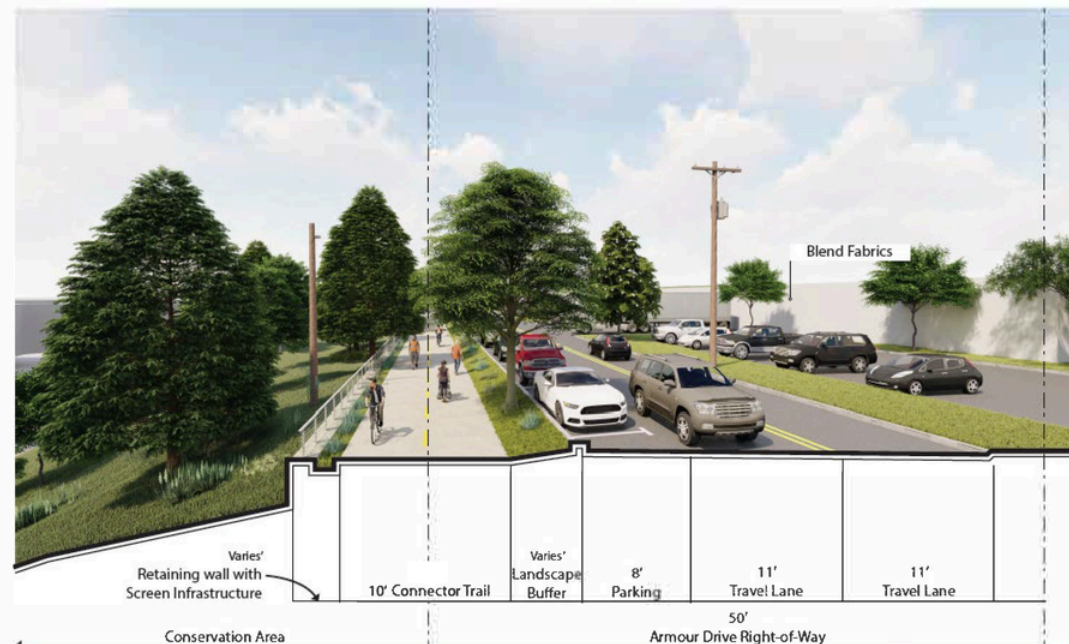 Blend Fabrics
Varies'
Retaining wall with
Screen Infrastructure
10' Connector Trail
Varies'
Landscape
Buffer
8'
Parking
11'
Travel Lane
11'
Travel Lane
50'
Conservation Area
Armour Drive Right-of-Way